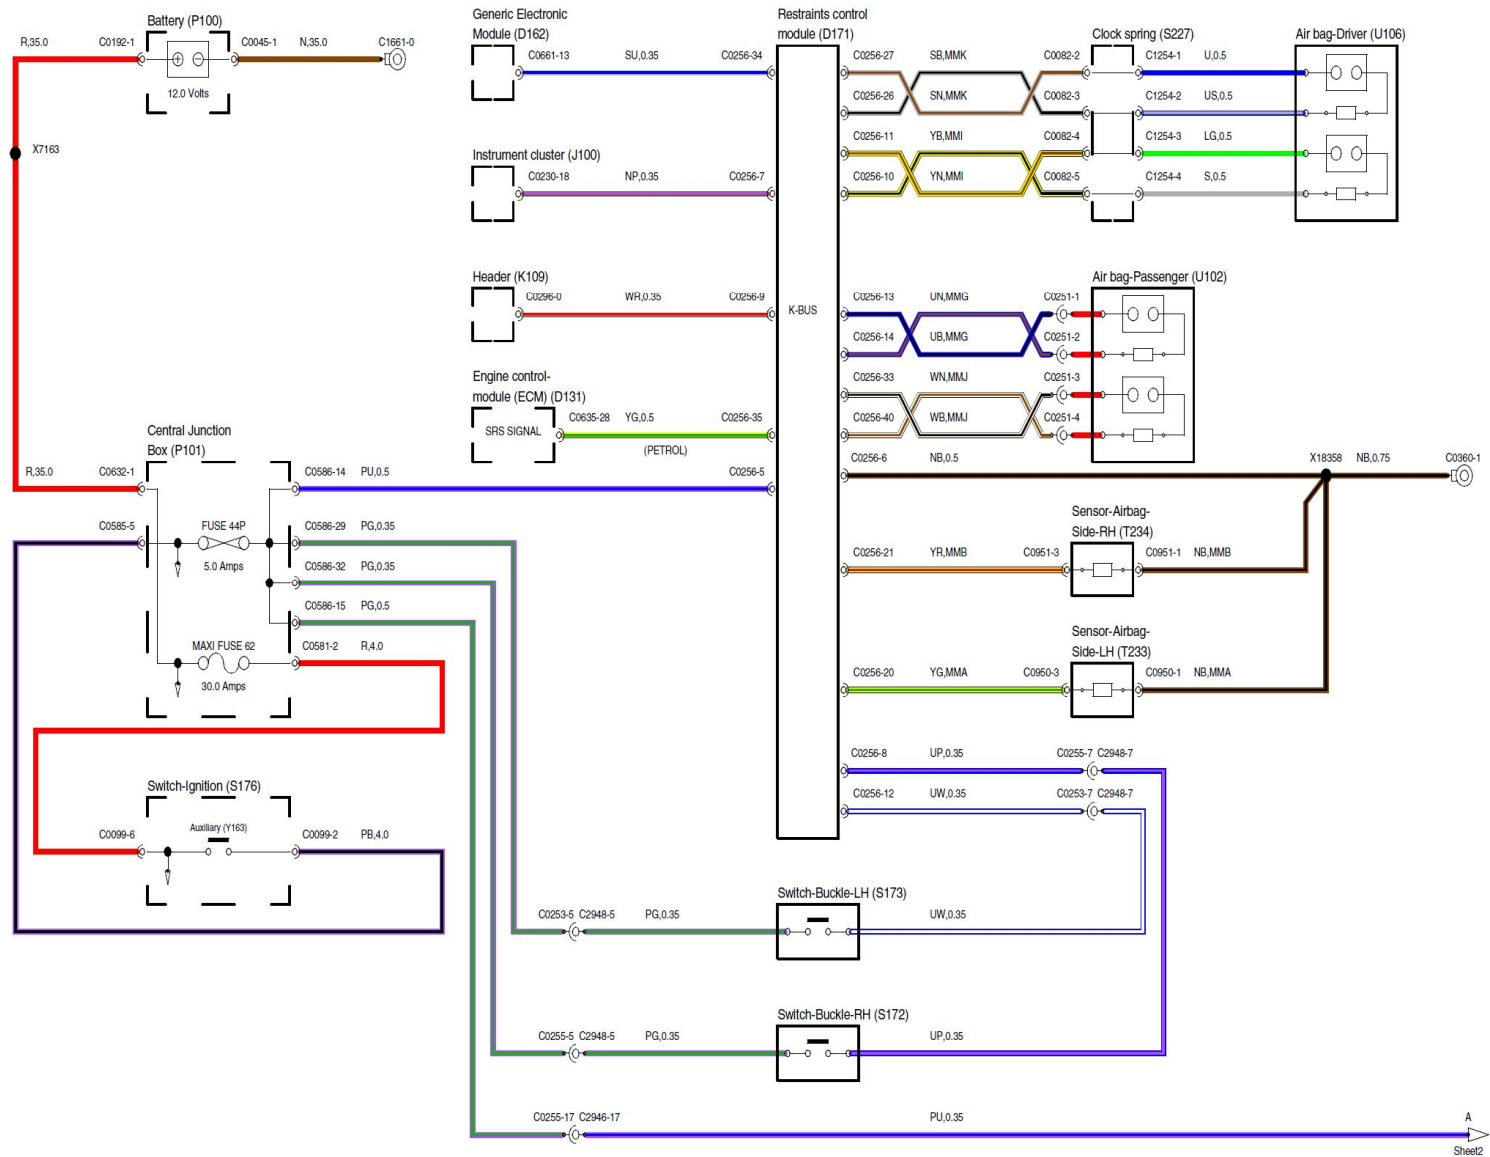 Battery (P100)
R,35.0
C0192-1
C0045-1
N,35.0
C1661-0
12.0 Volts
X7163
Generic Electronic
Module (D162)
C0661-13
SU,0.35
C0256-34
Instrument cluster (J100)
C0230-18
NP,0.35
C0256-7
Header (K109)
C0296-0
WR,0.35
C0256-9
Engine control-
module (ECM) (D131)
SRS SIGNAL
C0635-28
YG,0.5
C0256-35
(PETROL)
C0256-5
Restraints control
module (D171)
K-BUS
C0256-27
SB,MMK
C0082-2
C0256-26
SN,MMK
C0082-3
C0256-11
YB,MMI
C0082-4
C0256-10
YN,MMI
C0082-5
Clock spring (S227)
C1254-1
U,0.5
C1254-2
US,0.5
C1254-3
LG,0.5
C1254-4
S,0.5
Air bag-Driver (U106)
Air bag-Passenger (U102)
C0256-13
UN,MMG
C0251-1
C0256-14
UB,MMG
C0251-2
C0256-33
WN,MMJ
C0251-3
C0256-40
WB,MMJ
C0251-4
C0256-6
NB,0.5
X18358
NB,0.75
C0360-1
Sensor-Airbag-
Side-RH (T234)
C0256-21
YR,MMB
C0951-3
C0951-1
NB,MMB
Sensor-Airbag-
Side-LH (T233)
C0256-20
YG,MMA
C0950-3
C0950-1
NB,MMA
C0256-8
UP,0.35
C0255-7
C2948-7
C0256-12
UW,0.35
C0253-7
C2948-7
Central Junction
Box (P101)
R,35.0
C0632-1
C0586-14
PU,0.5
C0585-5
FUSE 44P
5.0 Amps
C0586-29
PG,0.35
C0586-32
PG,0.35
C0586-15
PG,0.5
MAXI FUSE 62
30.0 Amps
C0581-2
R,4.0
Switch-Ignition (S176)
Auxiliary (Y163)
C0099-6
C0099-2
PB,4.0
Switch-Buckle-LH (S173)
C0253-5
C2948-5
PG,0.35
UW,0.35
Switch-Buckle-RH (S172)
C0255-5
C2948-5
PG,0.35
UP,0.35
C0255-17
C2946-17
PU,0.35
A
Sheet2